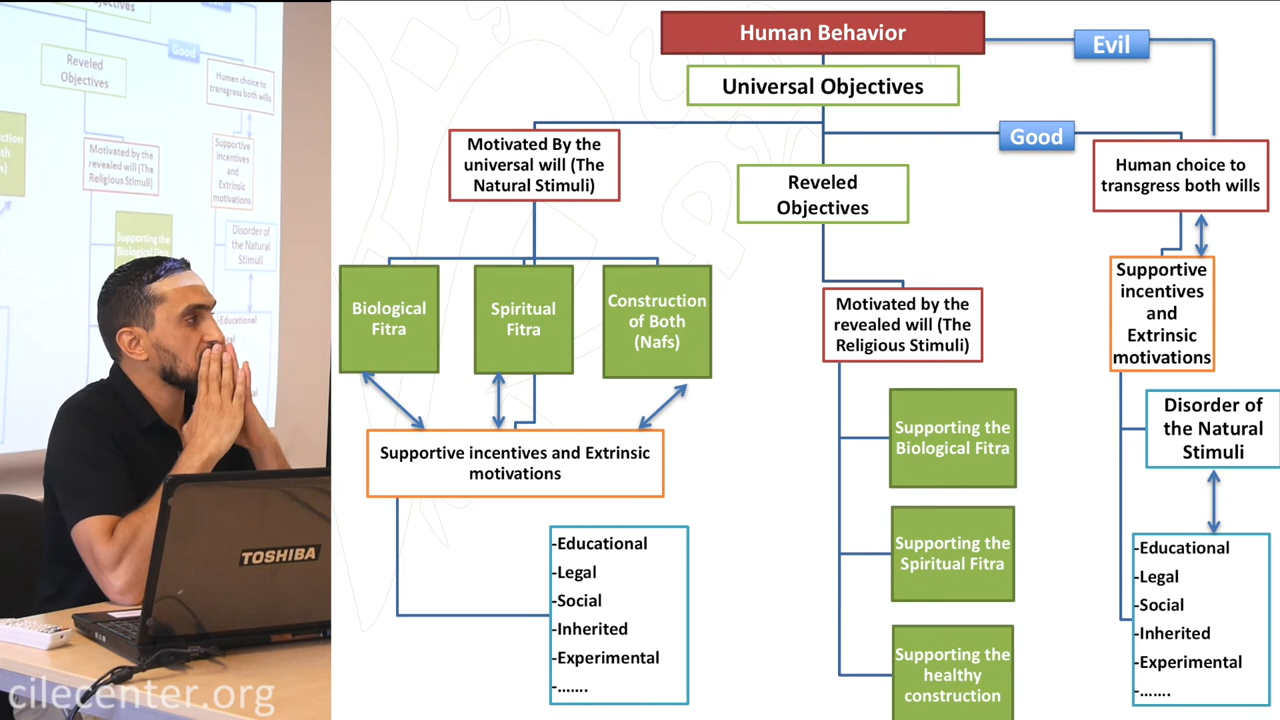 Human Behavior
Evil
Universal Objectives
Good
Motivated By the
universal will (The
Natural Stimuli)
Reveled
Objectives
Human choice to
transgress both wills
Biological
Fitra
Spiritual
Fitra
Construction
of Both
(Nafs)
Motivated by the
revealed will (The
Religious Stimuli)
Supportive
incentives
and
Extrinsic
motivations
Supportive incentives and Extrinsic
motivations
Supporting the
Biological Fitra
Disorder of
the Natural
Stimuli
-Educational
-Legal
-Social
-Inherited
-Experimental
-.......
Supporting the
Spiritual Fitra
Supporting the
healthy
construction
-Educational
-Legal
-Social
-Inherited
-Experimental
-.......
Good
Reveled
Objectives
Human choice to
transgress both wills
Motivated by the
revealed will (The
Religious Stimuli)
Supportive
incentives
and
Extrinsic
motivations
Supporting the
Biological Fitra
Disorder of
the Natural
Stimuli
-Educational
TOSHIBA
cilecenter.org